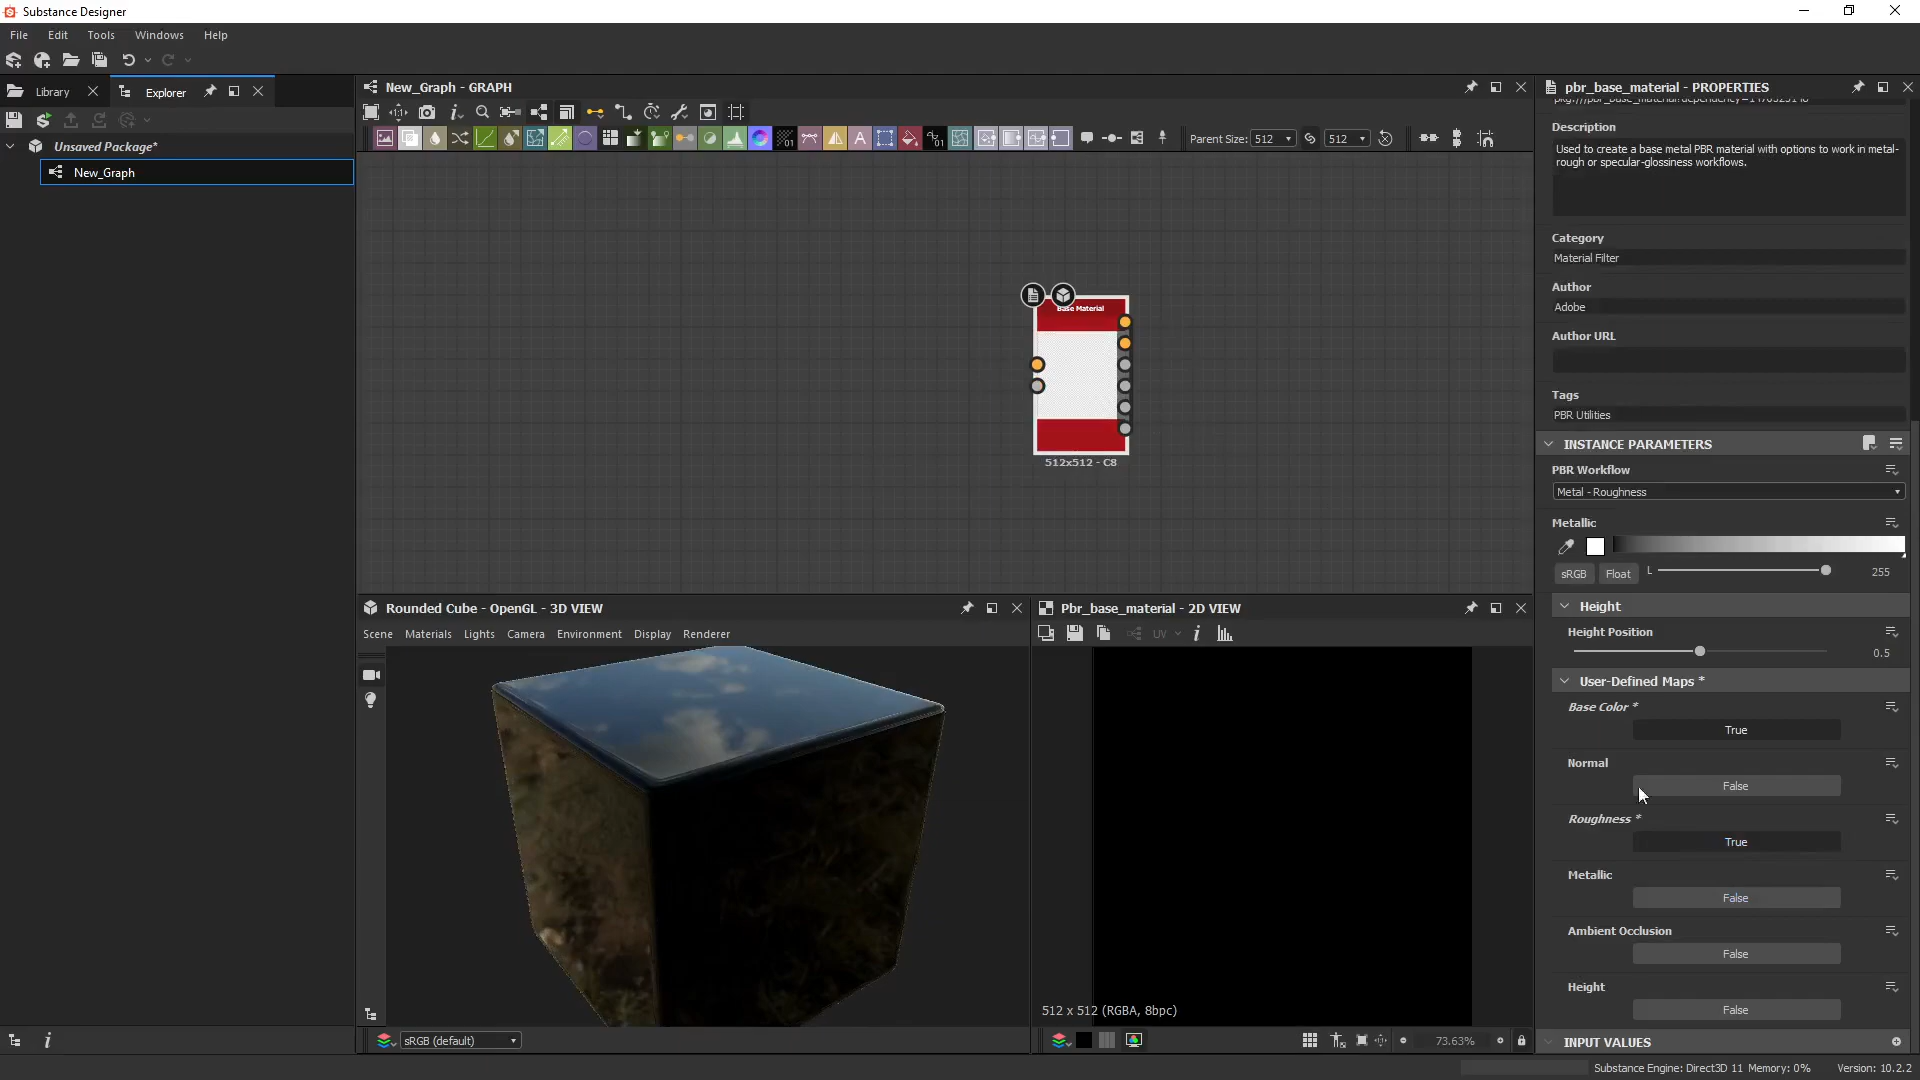 Substance Designer
File Edit Tools Windows Help
Library
Explorer
Unsaved Package*
New_Graph
New_Graph - GRAPH
Parent Size: 512 512
Base Material
512x512 - C8
Rounded Cube - OpenGL - 3D VIEW
Scene Materials Lights Camera Environment Display Renderer
sRGB (default)
Pbr_base_material - 2D VIEW
UV
512 x 512 (RGBA, 8bpc)
73.63%
pbr_base_material - PROPERTIES
Description
Used to create a base metal PBR material with options to work in metal-
rough or specular-glossiness workflows.
Category
Material Filter
Author
Adobe
Author URL
Tags
PBR Utilities
INSTANCE PARAMETERS
PBR Workflow
Metal - Roughness
Metallic
sRGB Float L 255
Height
Height Position
0.5
User-Defined Maps *
Base Color *
True
Normal
False
Roughness *
True
Metallic
False
Ambient Occlusion
False
Height
False
INPUT VALUES
Substance Engine: Direct3D 11 Memory: 0% Version: 10.2.2